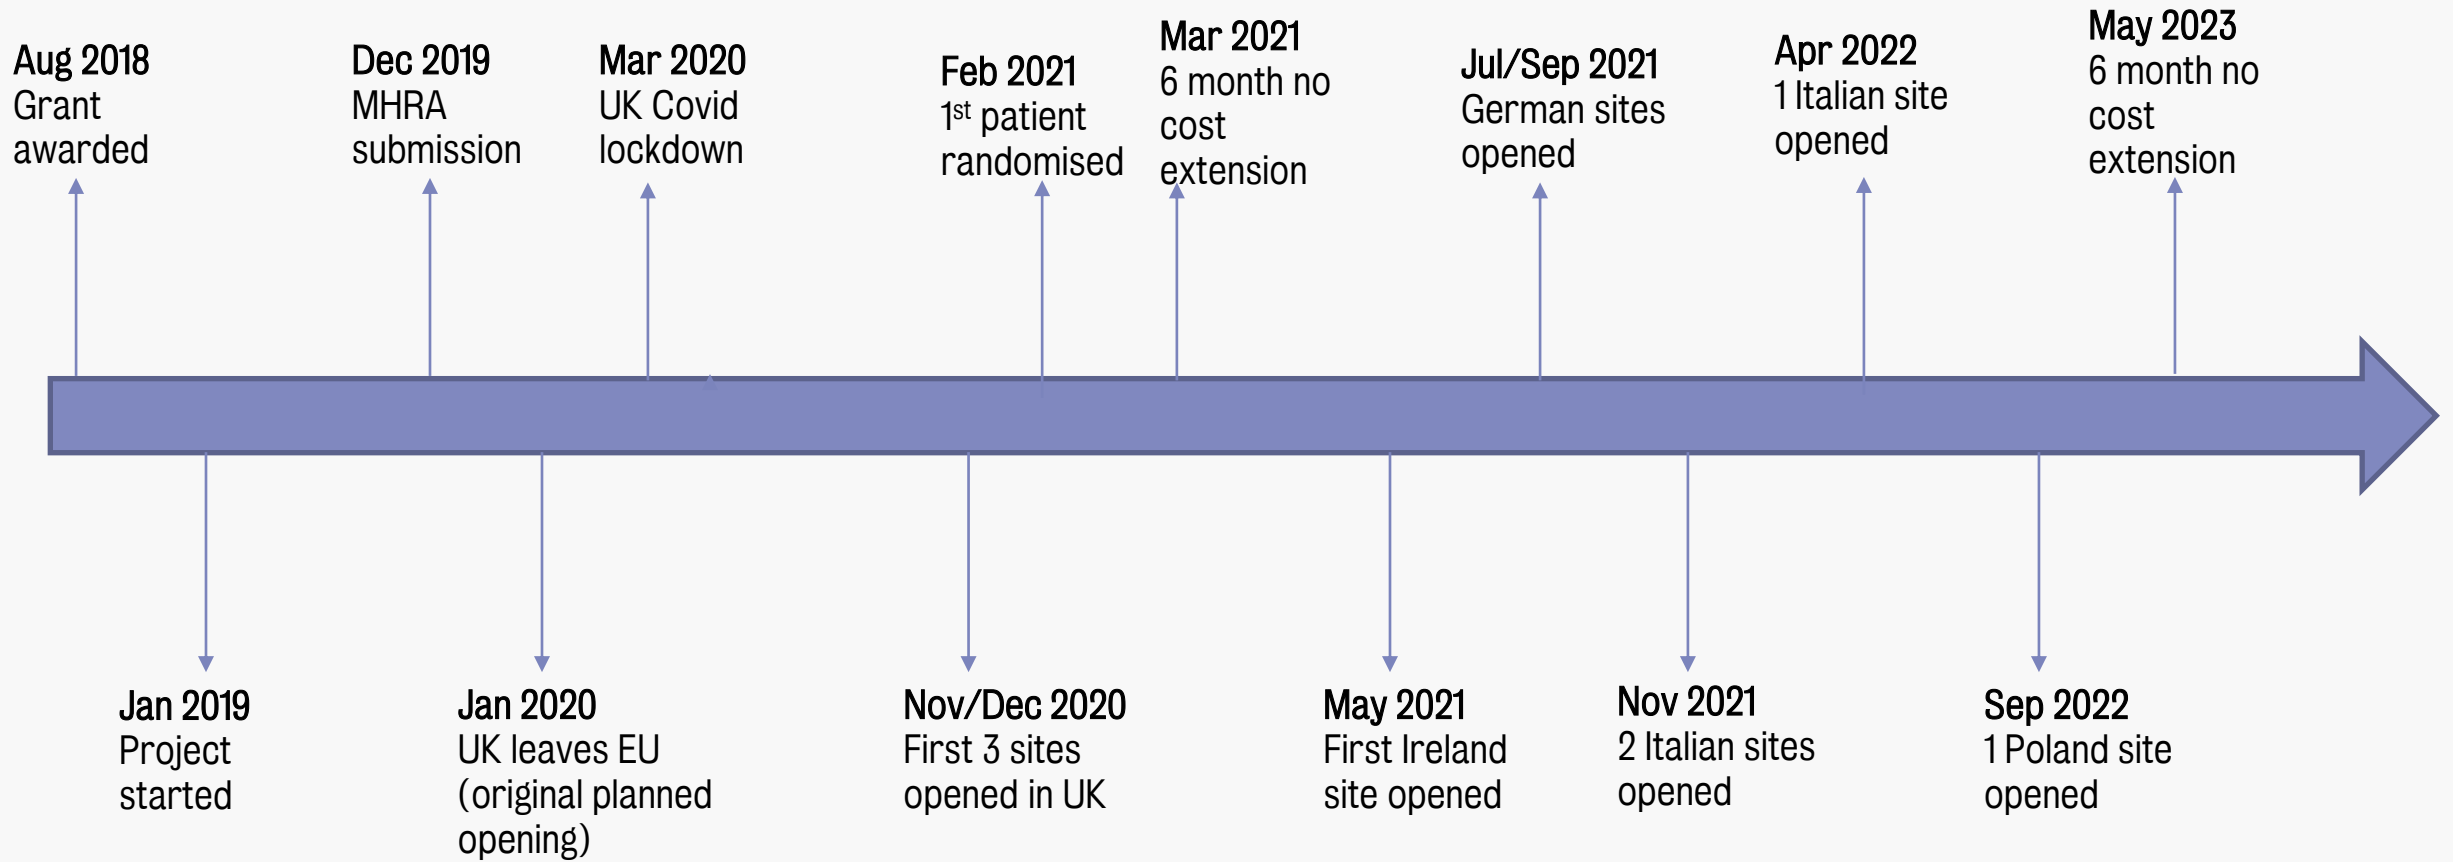 Aug 2018
Grant
awarded
Dec 2019
MHRA
submission
Mar 2020
UK Covid
lockdown
Feb 2021
1st patient
randomised
Mar 2021
6 month no
cost
extension
Jul/Sep 2021
German sites
opened
Apr 2022
1 Italian site
opened
May 2023
6 month no
cost
extension
Jan 2019
Project
started
Jan 2020
UK leaves EU
(original planned
opening)
Nov/Dec 2020
First 3 sites
opened in UK
May 2021
First Ireland
site opened
Nov 2021
2 Italian sites
opened
Sep 2022
1 Poland site
opened